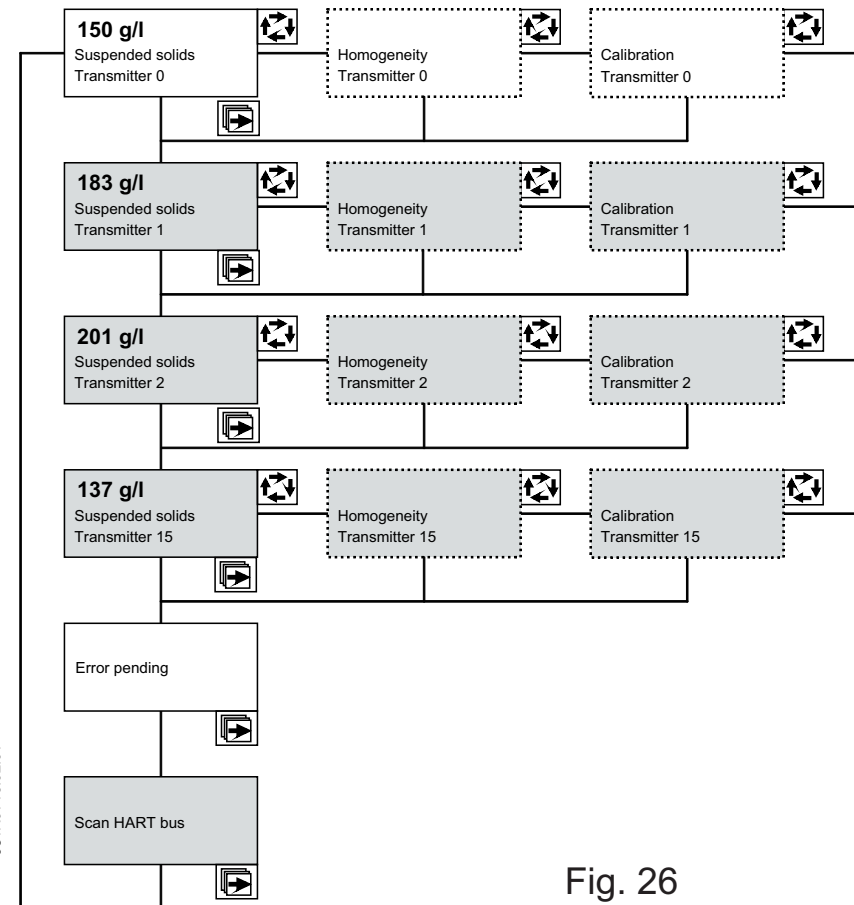 150 g/l
Suspended solids
Transmitter 0
Homogeneity
Transmitter 0
Calibration
Transmitter 0
183 g/l
Suspended solids
Transmitter 1
Homogeneity
Transmitter 1
Calibration
Transmitter 1
201 g/l
Suspended solids
Transmitter 2
Homogeneity
Transmitter 2
Calibration
Transmitter 2
137 g/l
Suspended solids
Transmitter 15
Homogeneity
Transmitter 15
Calibration
Transmitter 15
Error pending
Scan HART bus
Fig. 26